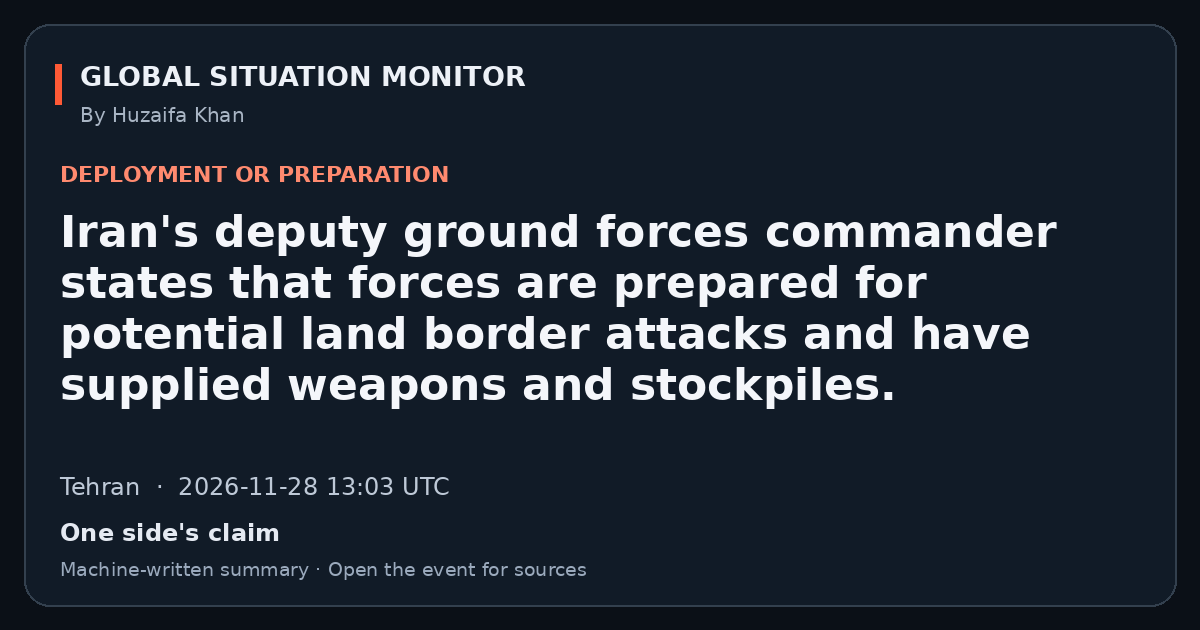 GLOBAL SITUATION MONITOR
By Huzaifa Khan
DEPLOYMENT OR PREPARATION
Iran's deputy ground forces commander
states that forces are prepared for
potential land border attacks and have
supplied weapons and stockpiles.
Tehran · 2026-11-28 13:03 UTC
One side's claim
Machine-written summary · Open the event for sources